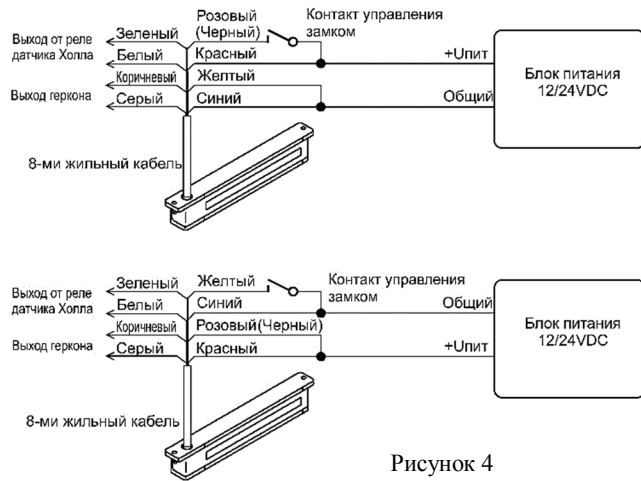 Розовый
(Черный)
Контакт управления
замком
Зеленый
Выход от реле
датчика Холла
Белый
Красный
+Uпит
Блок питания
12/24VDC
Коричневый
Желтый
Выход геркона
Серый
Синий
Общий
8-ми жильный кабель
Зеленый
Желтый
Контакт управления
замком
Выход от реле
датчика Холла
Белый
Синий
Общий
Блок питания
12/24VDC
Коричневый
Розовый(Черный)
Выход геркона
Серый
Красный
+Uпит
8-ми жильный кабель
Рисунок 4